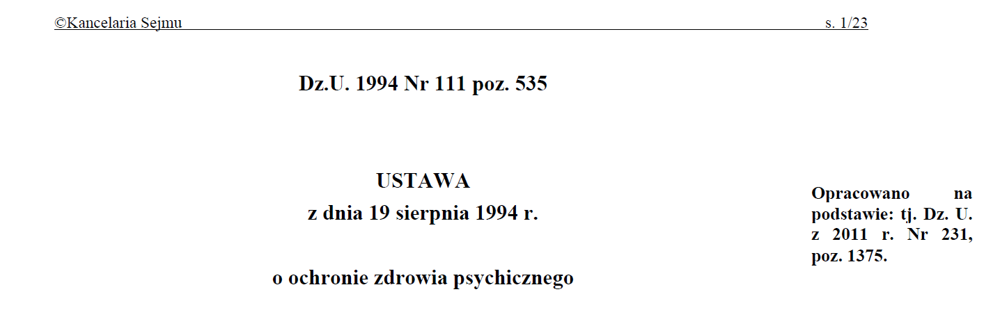 ©Kancelaria Sejmu s. 1/23
Dz.U. 1994 Nr 111 poz. 535
USTAWA
z dnia 19 sierpnia 1994 r.
o ochronie zdrowia psychicznego
Opracowano na
podstawie: tj. Dz. U.
z 2011 r. Nr 231,
poz. 1375.